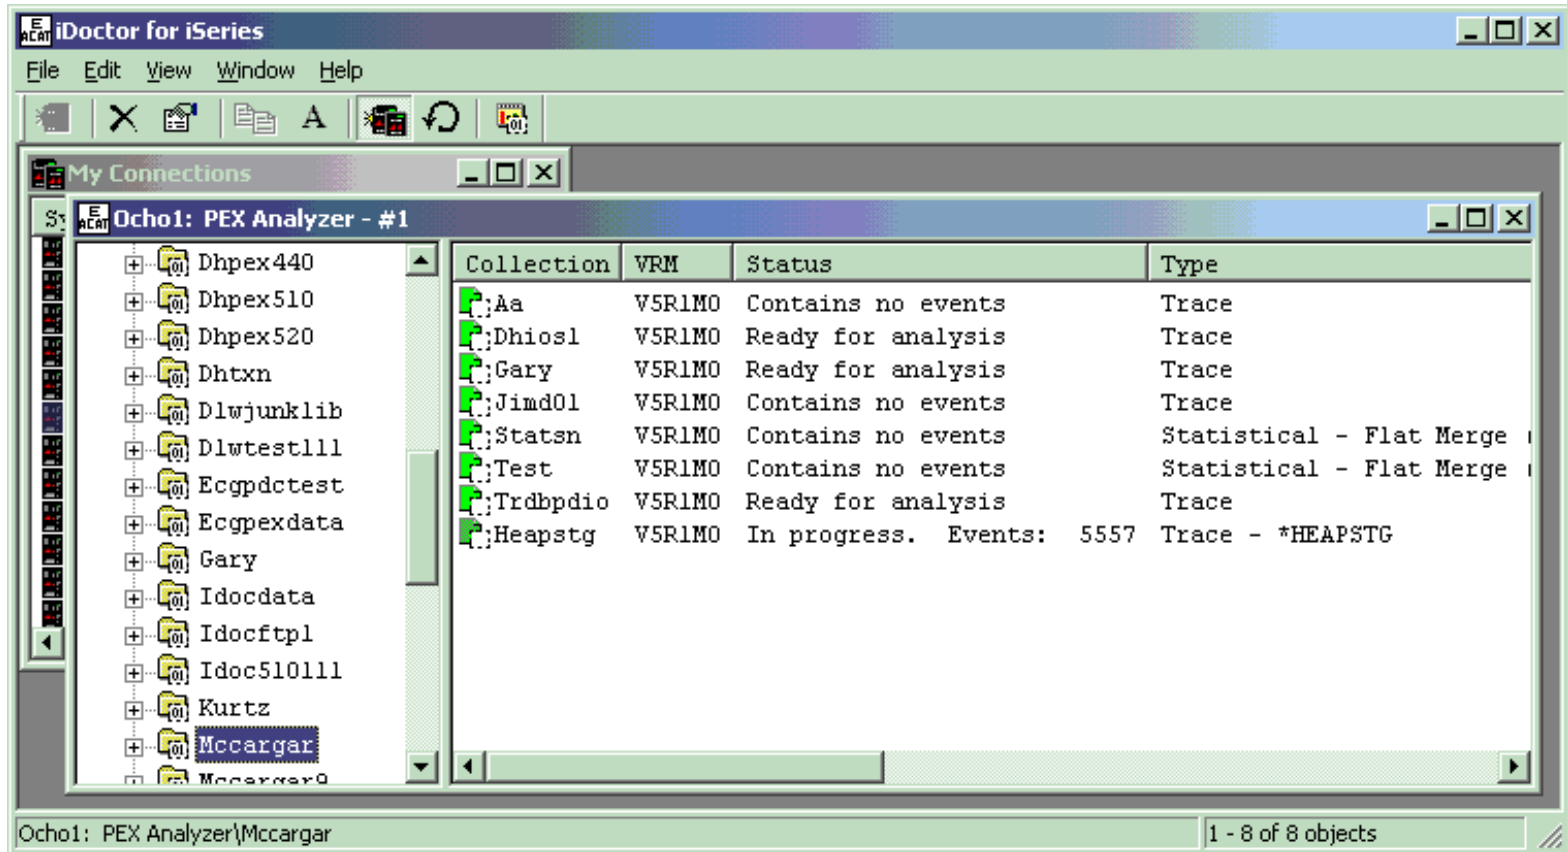 E
ACAT iDoctor for iSeries
File Edit View Window Help
A 01
My Connections
E
ACAT Ocho1: PEX Analyzer - #1
Dhpex440
Dhpex510
Dhpex520
Dhtxn
Dlwjunklib
Dlwtest111
Ecgpdctest
Ecgpexdata
Gary
Idocdata
Idocftp1
Idoc510111
Kurtz
Mccargar
Mccargar9
Collection VRM Status Type
Aa V5R1M0 Contains no events Trace
Dhios1 V5R1M0 Ready for analysis Trace
Gary V5R1M0 Ready for analysis Trace
Jimd01 V5R1M0 Contains no events Trace
Statsn V5R1M0 Contains no events Statistical - Flat Merge
Test V5R1M0 Contains no events Statistical - Flat Merge
Trdbpdio V5R1M0 Ready for analysis Trace
Heapstg V5R1M0 In progress. Events: 5557 Trace - *HEAPSTG
Ocho1: PEX Analyzer\Mccargar
1 - 8 of 8 objects